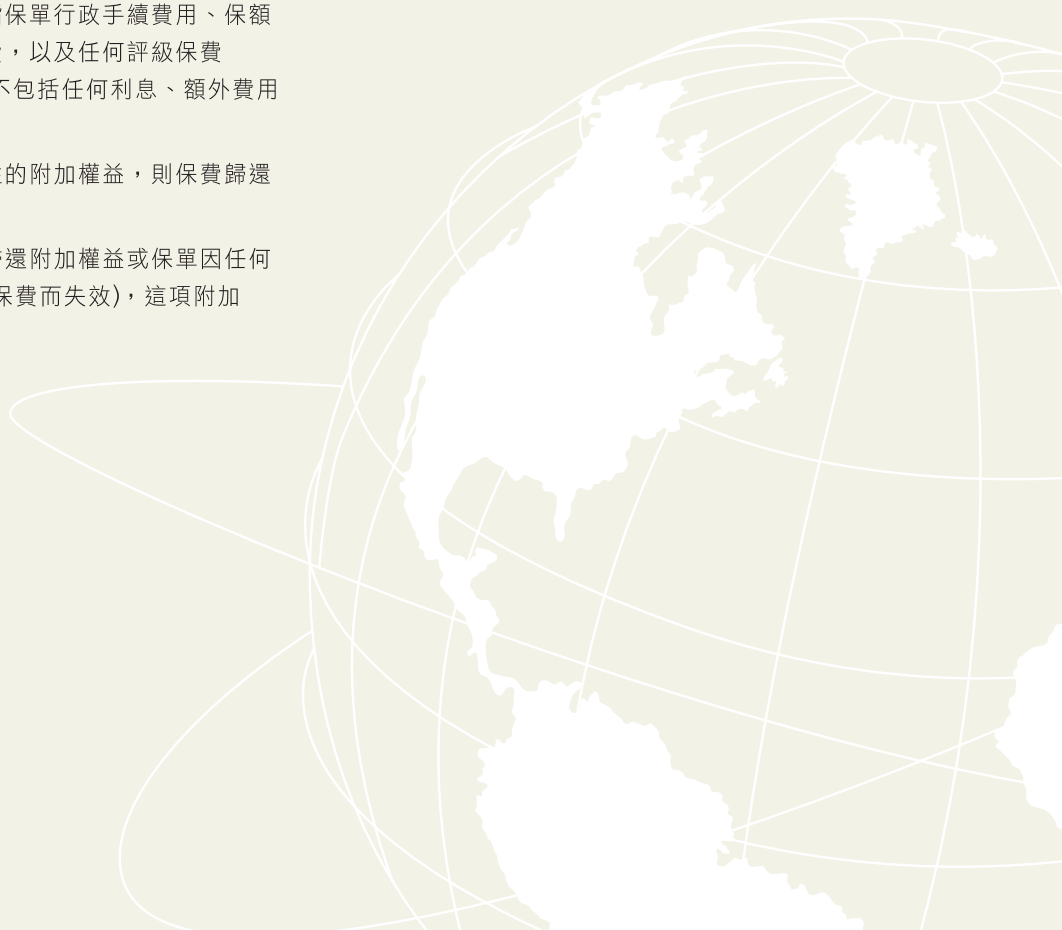 保單行政手續費用、保額
，以及任何評級保費
不包括任何利息、額外費用
的附加權益，則保費歸還
還附加權益或保單因任何
保費而失效)，這項附加